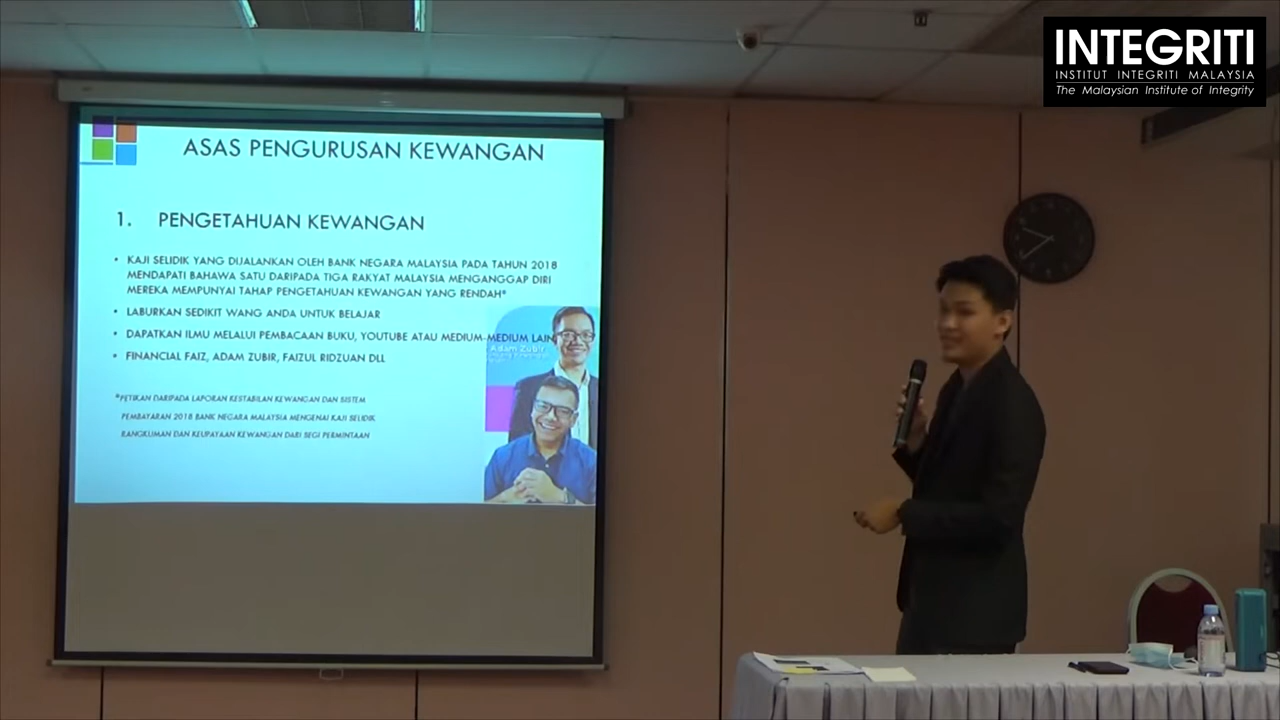 INTEGRITI
INSTITUT INTEGRITI MALAYSIA
The Malaysian Institute of Integrity
ASAS PENGURUSAN KEWANGAN
1. PENGETAHUAN KEWANGAN
• KAJI SELIDIK YANG DIJALANKAN OLEH BANK NEGARA MALAYSIA PADA TAHUN 2018
MENDAPATI BAHAWA SATU DARIPADA TIGA RAKYAT MALAYSIA MENGANGGAP DIRI
MEREKA MEMPUNYAI TAHAP PENGETAHUAN KEWANGAN YANG RENDAH*
• LABURKAN SEDIKIT WANG ANDA UNTUK BELAJAR
• DAPATKAN ILMU MELALUI PEMBACAAN BUKU, YOUTUBE ATAU MEDIUM-MEDIUM LAIN
• FINANCIAL FAIZ, ADAM ZUBIR, FAIZUL RIDZUAN DLL
Adam Zubir
*PETIKAN DARIPADA LAPORAN KESTABILAN KEWANGAN DAN SISTEM
PEMBAYARAN 2018 BANK NEGARA MALAYSIA MENGENAI KAJI SELIDIK
RANGKUMAN DAN KEUPAYAAN KEWANGAN DARI SEGI PERMINTAAN